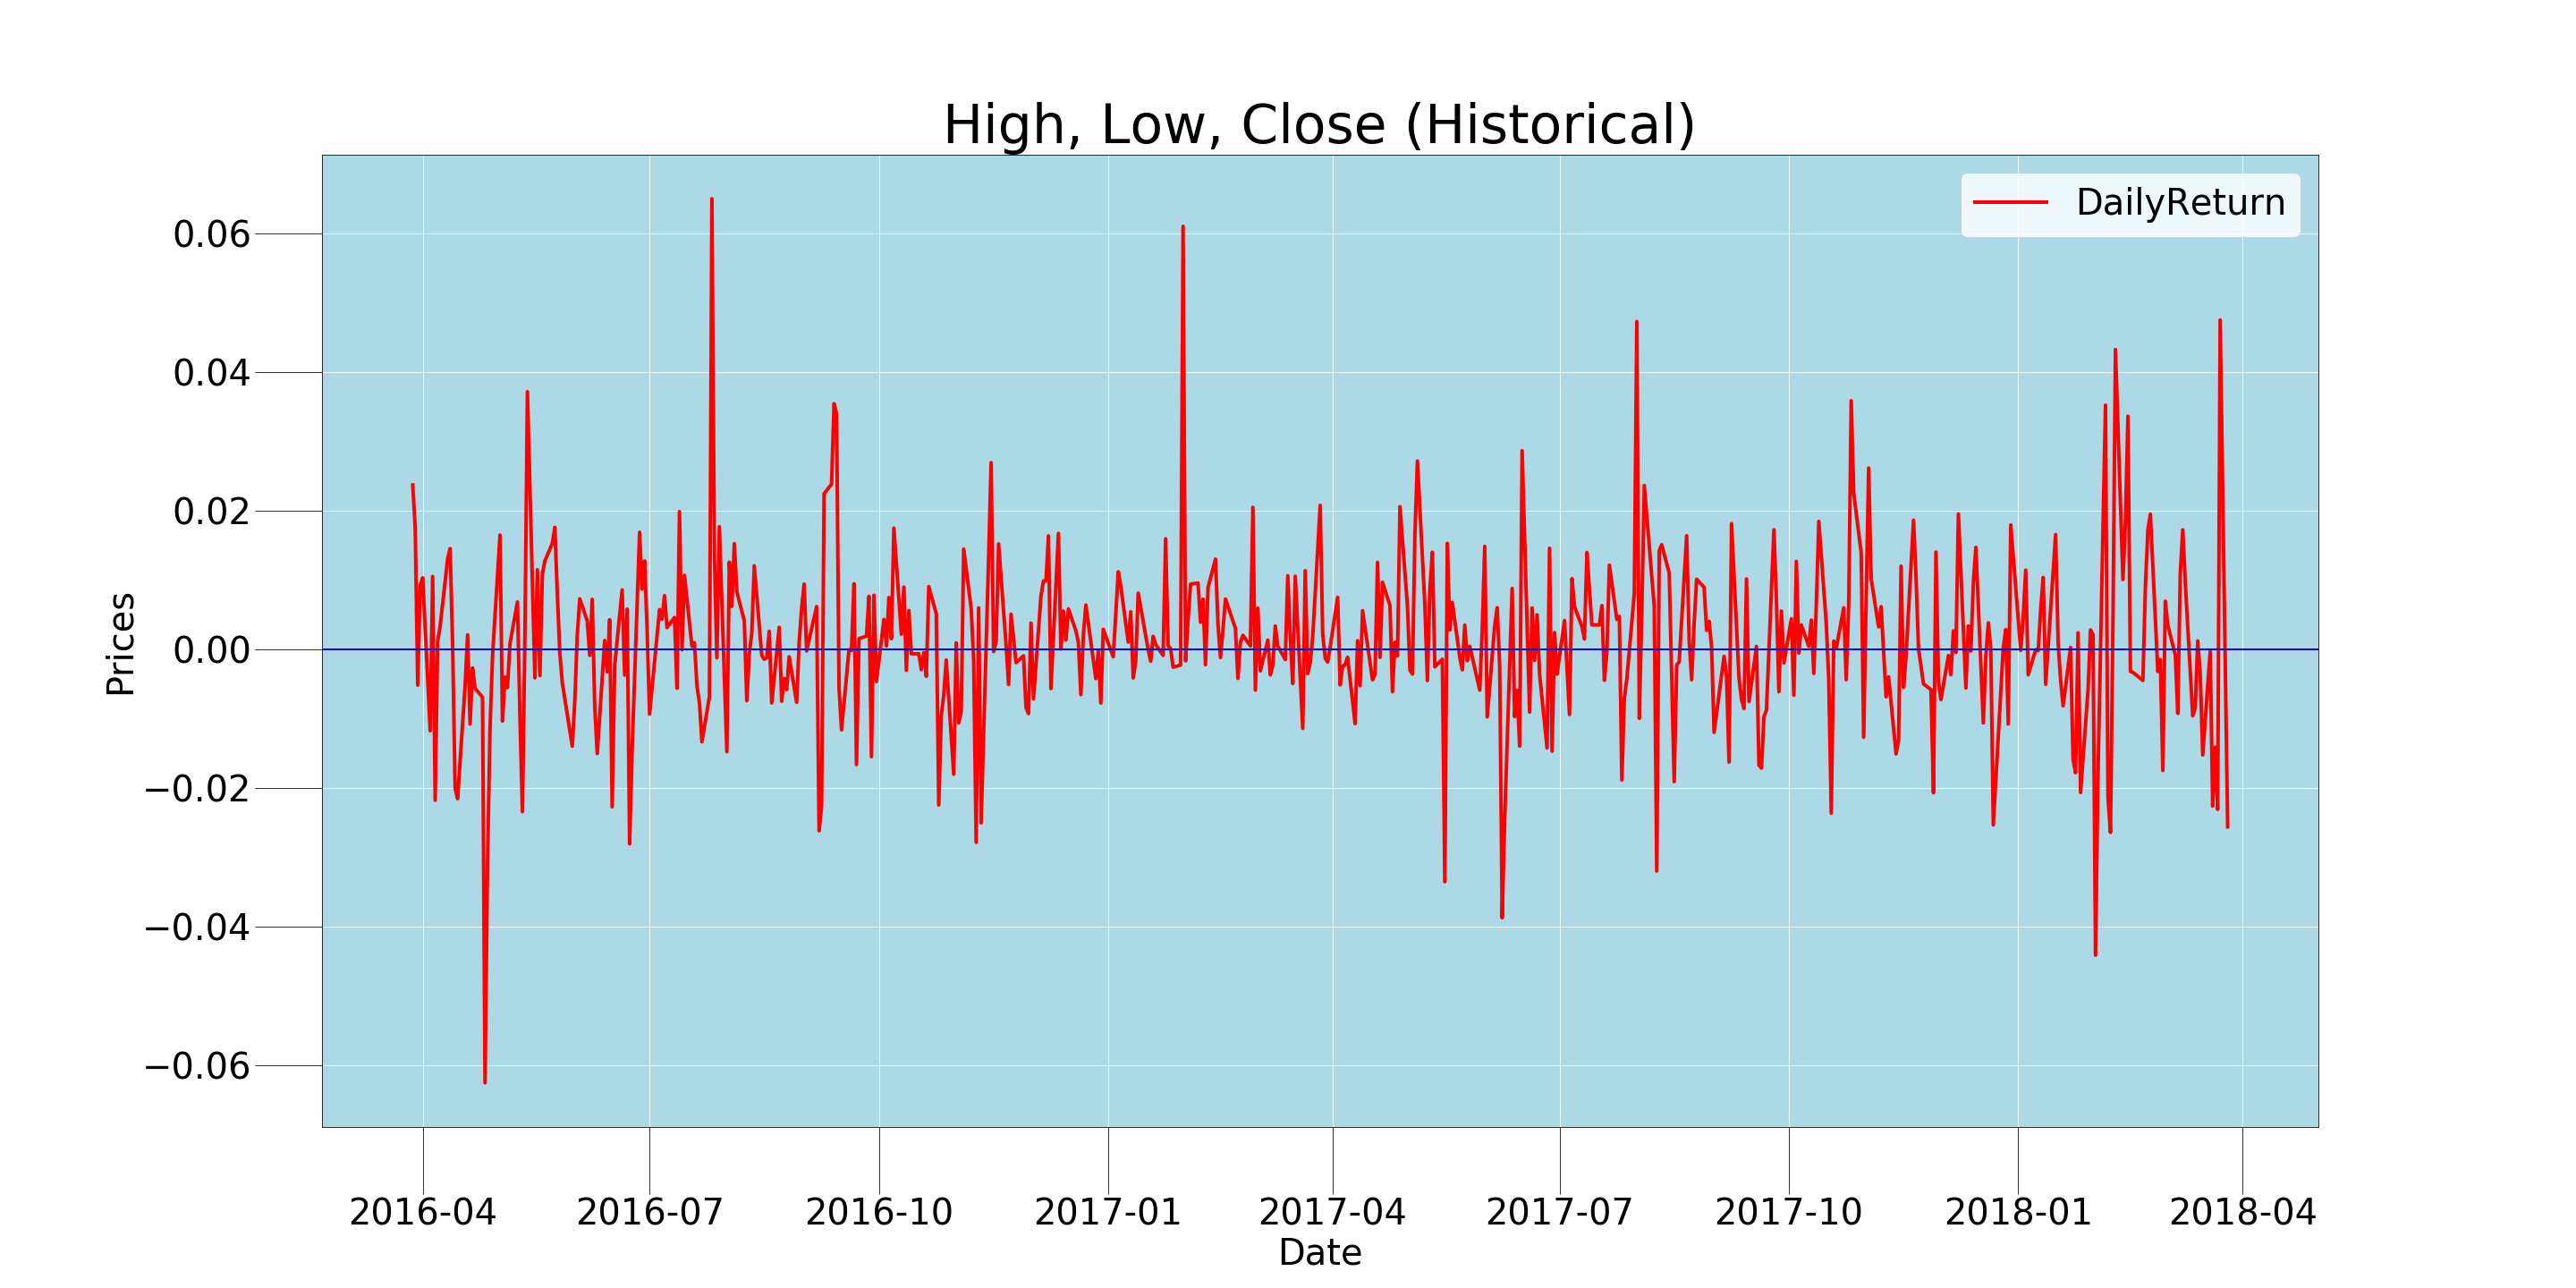 High, Low, Close (Historical)
DailyReturn
0.06
0.04
0.02
0.00
−0.02
−0.04
−0.06
Prices
2016-04 2016-07 2016-10 2017-01 2017-04 2017-07 2017-10 2018-01 2018-04
Date